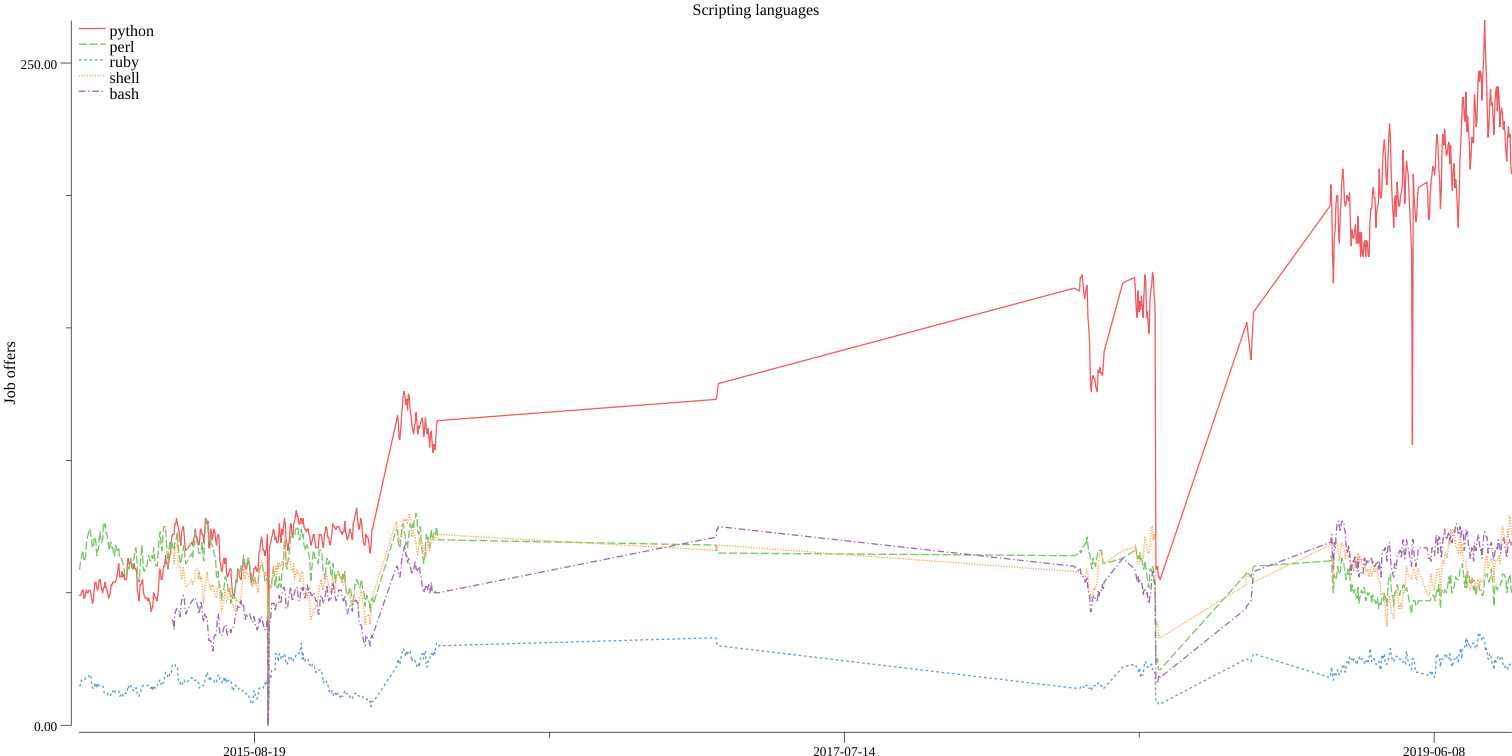 Scripting languages
python
perl
ruby
shell
bash
250.00
Job offers
0.00
2015-08-19
2017-07-14
2019-06-08